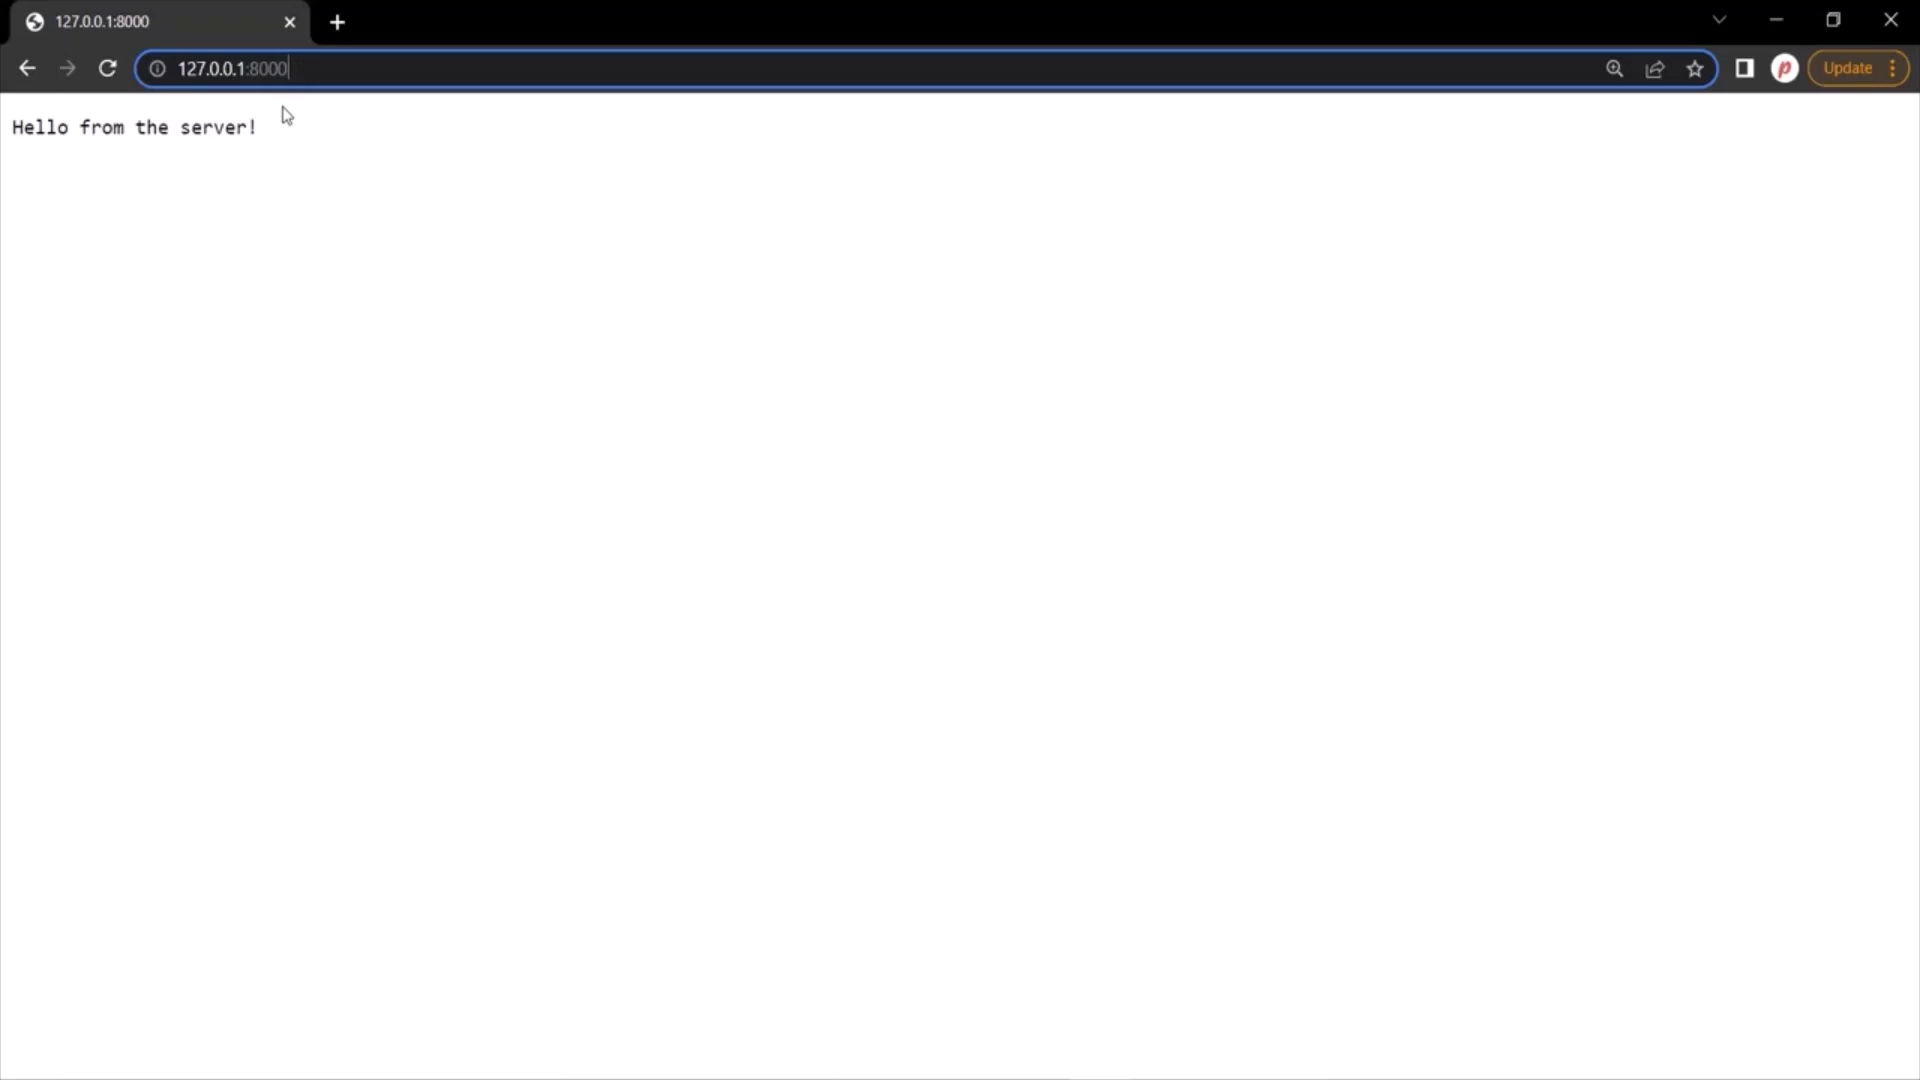 127.0.0.1:8000
127.0.0.1:8000
p
Update
Hello from the server!